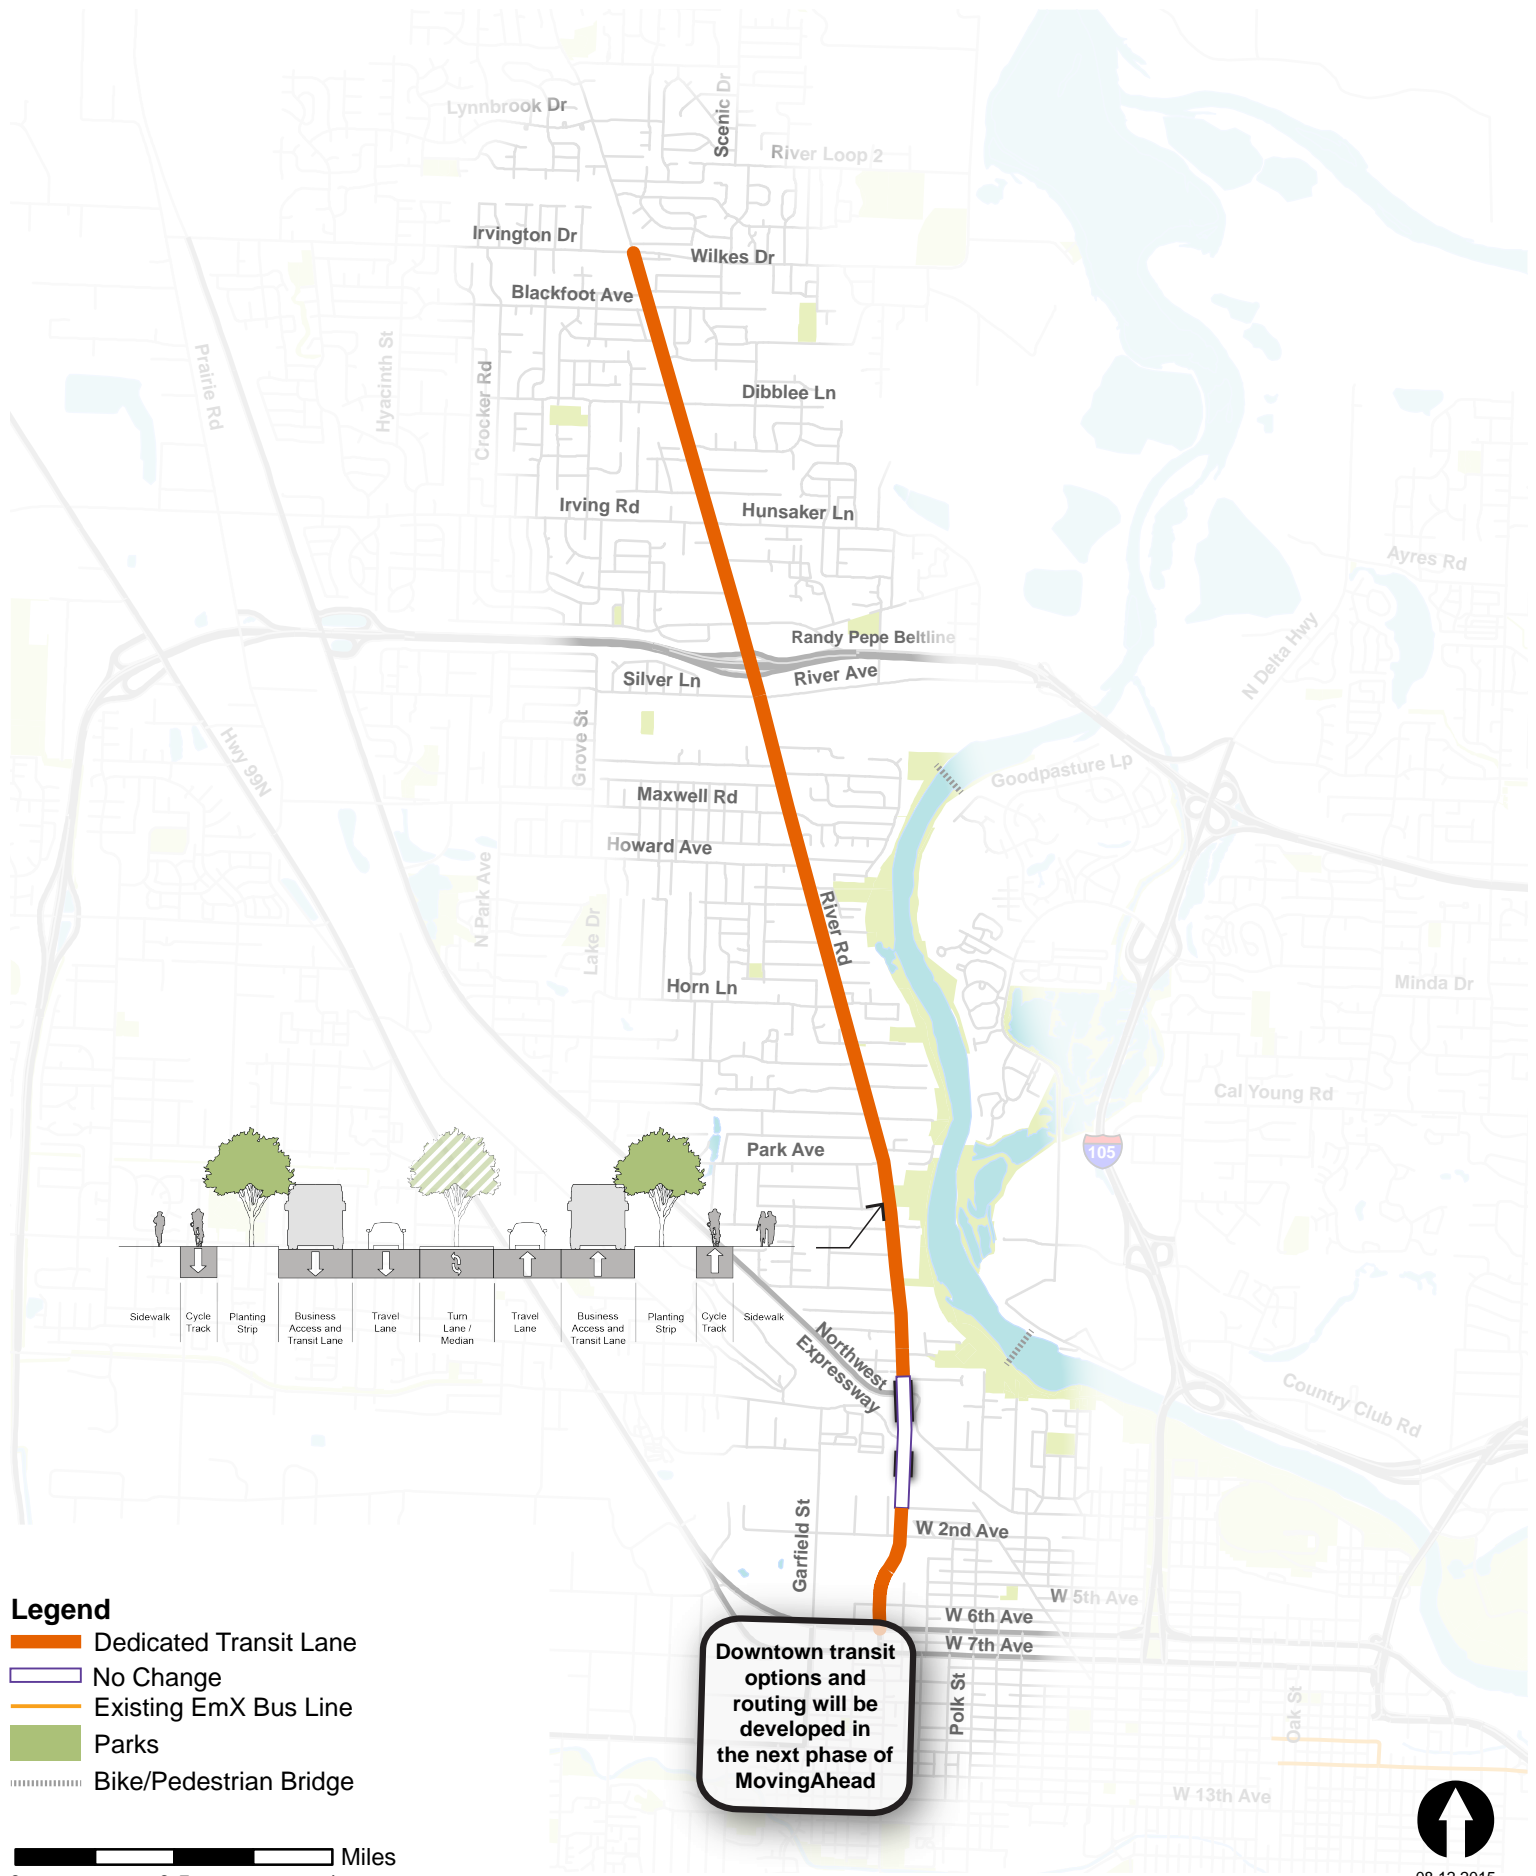 Lynnbrook Dr
Scenic Dr
River Loop 2
Irvington Dr
Wilkes Dr
Blackfoot Ave
Prairie Rd
Hyacinth St
Crocker Rd
Dibblee Ln
Irving Rd
Hunsaker Ln
Ayres Rd
Randy Pepe Beltline
N Delta Hwy
Silver Ln
River Ave
Grove St
Hwy 99N
Goodpasture Lp
Maxwell Rd
Howard Ave
N Park Ave
Lake Dr
River Rd
Horn Ln
Minda Dr
Cal Young Rd
Park Ave
105
Sidewalk
Cycle
Track
Planting
Strip
Business
Access and
Transit Lane
Travel
Lane
Turn
Lane /
Median
Travel
Lane
Business
Access and
Transit Lane
Planting
Strip
Cycle
Track
Sidewalk
Northwest
Expressway
Country Club Rd
Garfield St
W 2nd Ave
W 5th Ave
W 6th Ave
W 7th Ave
Polk St
Oak St
W 13th Ave
Downtown transit
options and
routing will be
developed in
the next phase of
MovingAhead
Legend
Dedicated Transit Lane
No Change
Existing EmX Bus Line
Parks
Bike/Pedestrian Bridge
Miles